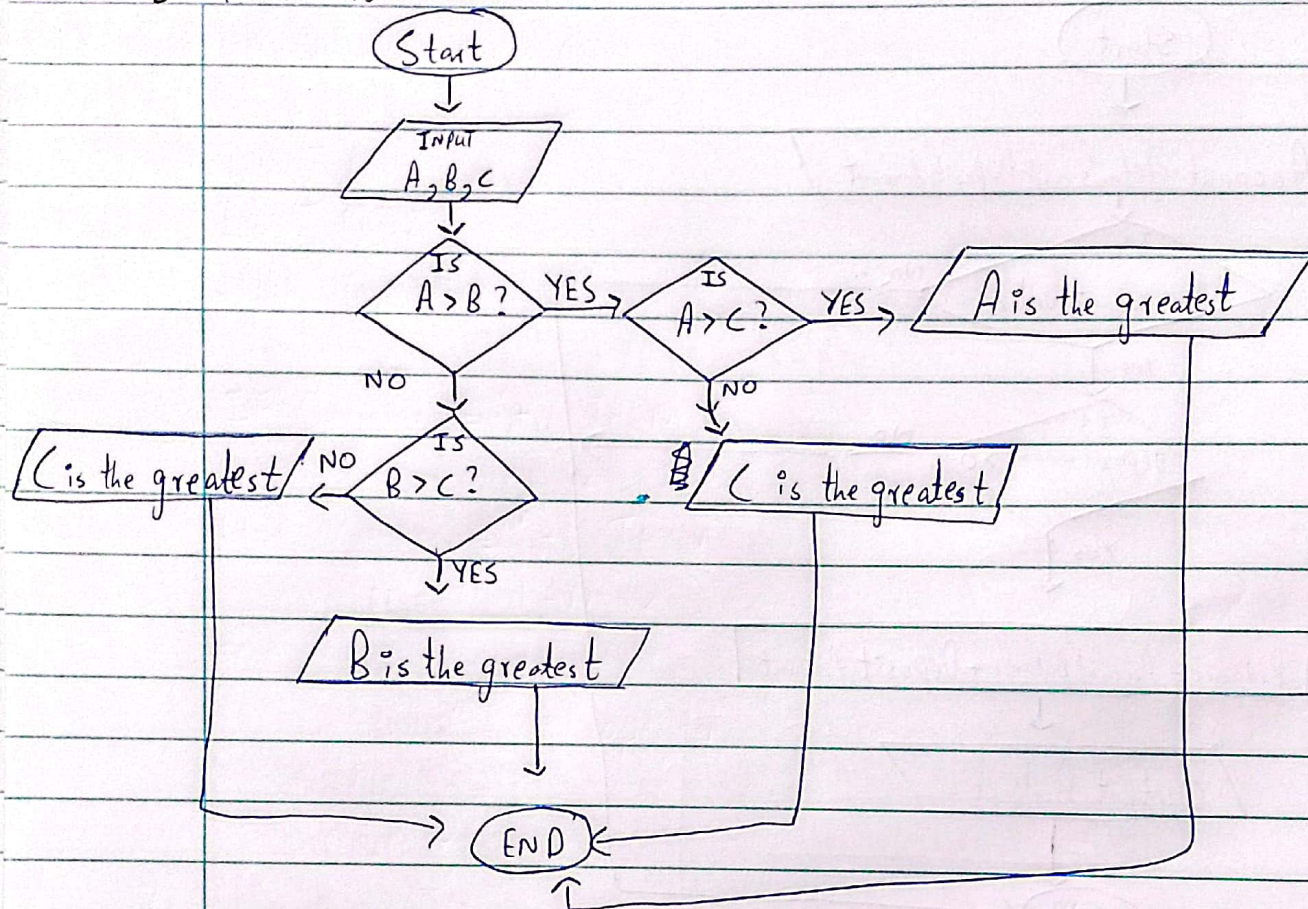 Start
INPUT
A, B, C
IS
A > B ?
YES
IS
A > C ?
YES
A is the greatest
NO
NO
C is the greatest
NO
IS
B > C ?
C is the greatest
YES
B is the greatest
END